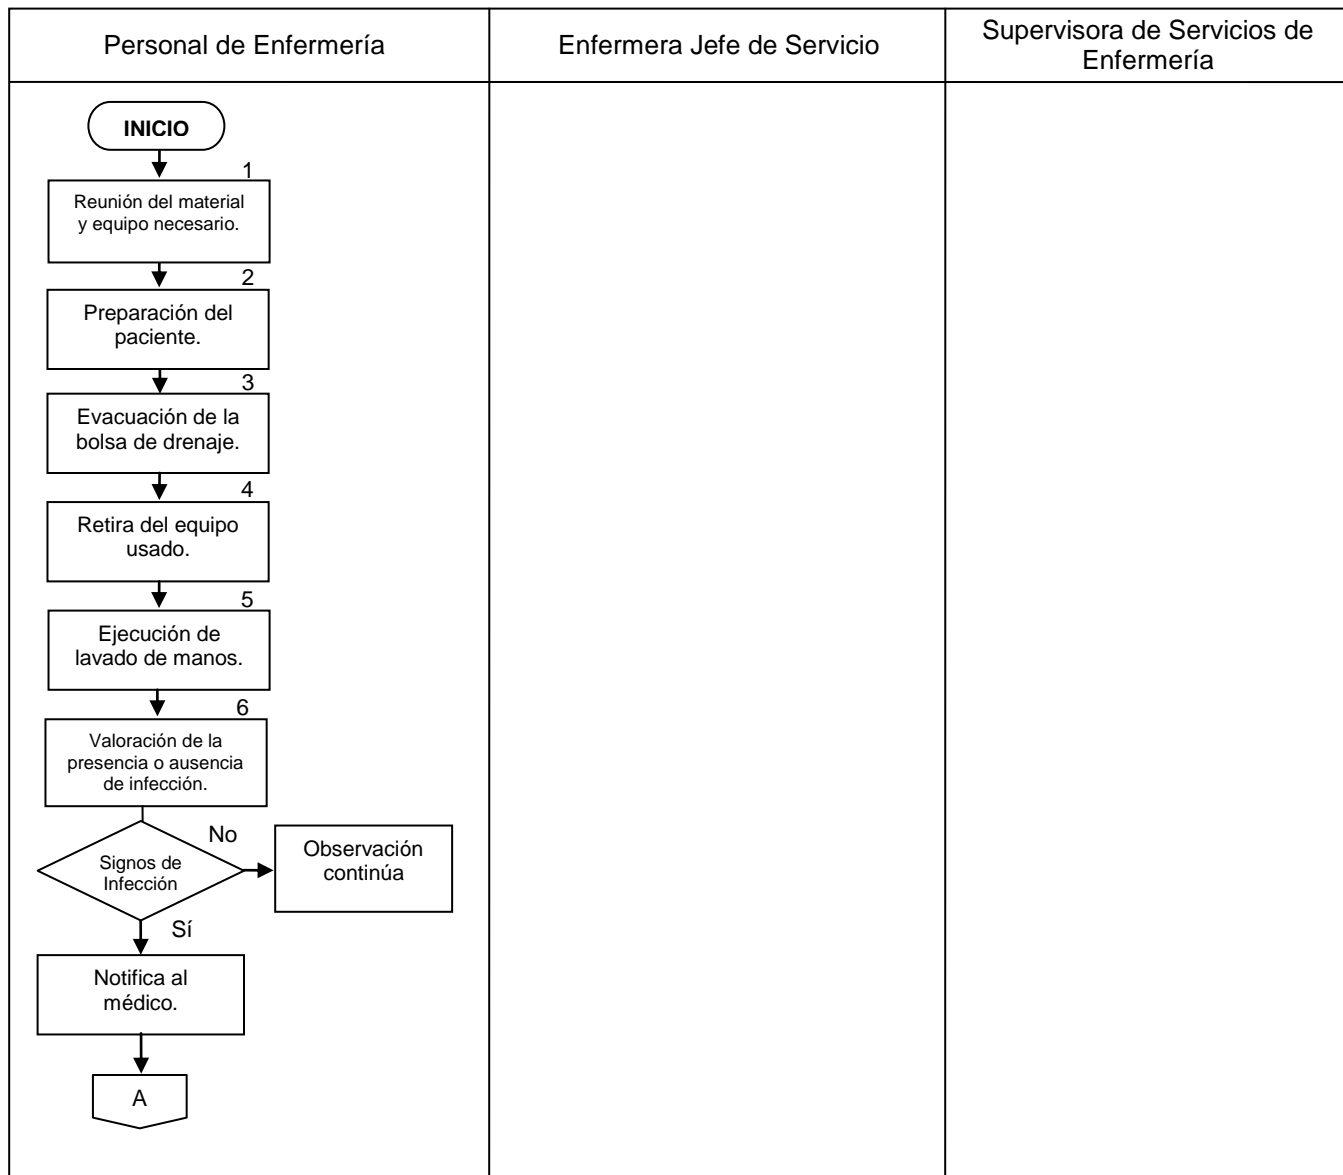 Personal de Enfermería
Enfermera Jefe de Servicio
Supervisora de Servicios de
Enfermería
INICIO
1
Reunión del material
y equipo necesario.
2
Preparación del
paciente.
3
Evacuación de la
bolsa de drenaje.
4
Retira del equipo
usado.
5
Ejecución de
lavado de manos.
6
Valoración de la
presencia o ausencia
de infección.
No
Signos de
Infección
Observación
continúa
Sí
Notifica al
médico.
A